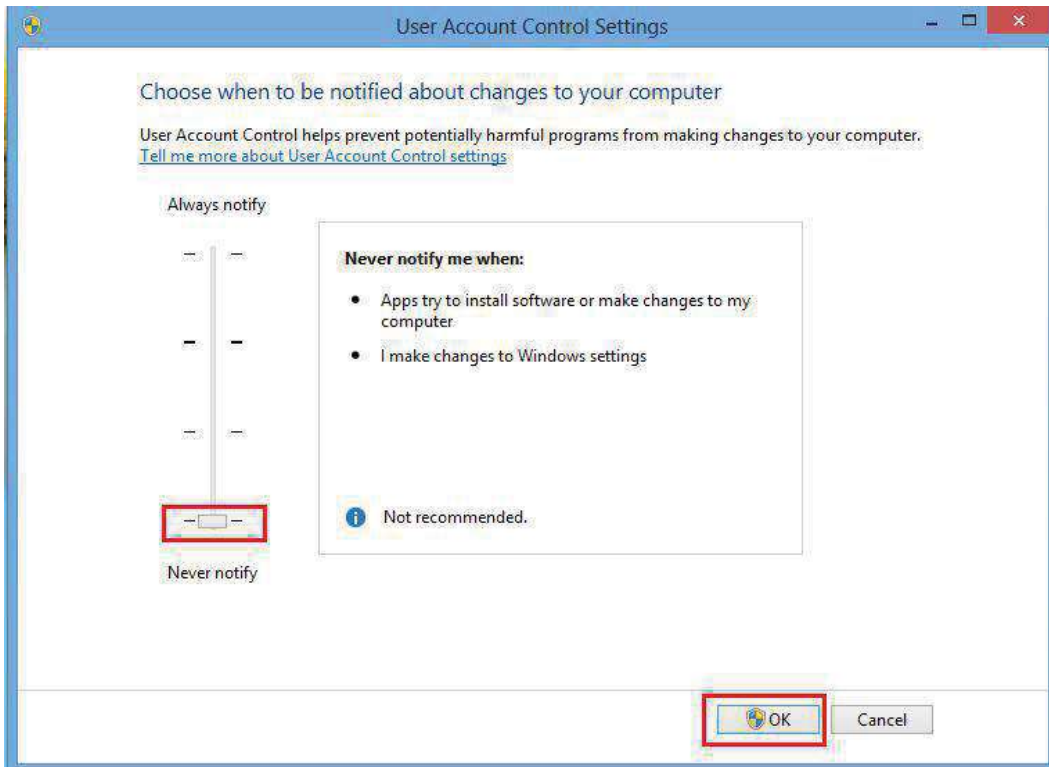 User Account Control Settings
Choose when to be notified about changes to your computer
User Account Control helps prevent potentially harmful programs from making changes to your computer.
Tell me more about User Account Control settings
Always notify
Never notify me when:
• Apps try to install software or make changes to my
computer
• I make changes to Windows settings
Not recommended.
Never notify
OK
Cancel